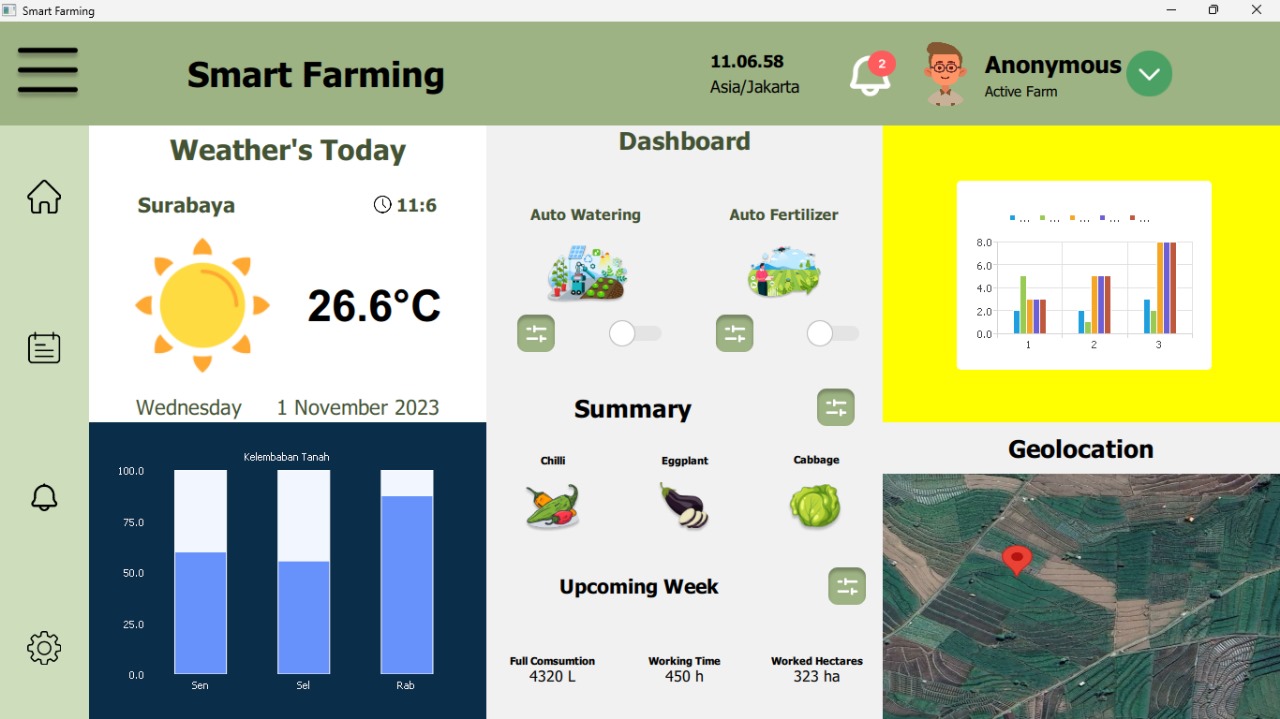 Smart Farming
Smart Farming
11.06.58
Asia/Jakarta
2
Anonymous
Active Farm
Weather's Today
Surabaya
11:6
26.6°C
Wednesday
1 November 2023
Kelembaban Tanah
100.0
75.0
50.0
25.0
0.0
Sen
Sel
Rab
Dashboard
Auto Watering
Auto Fertilizer
Summary
Chilli
Eggplant
Cabbage
Upcoming Week
Full Comsumtion
Working Time
Worked Hectares
4320 L
450 h
323 ha
... ... ... ... ...
8.0
6.0
4.0
2.0
0.0
1
2
3
Geolocation